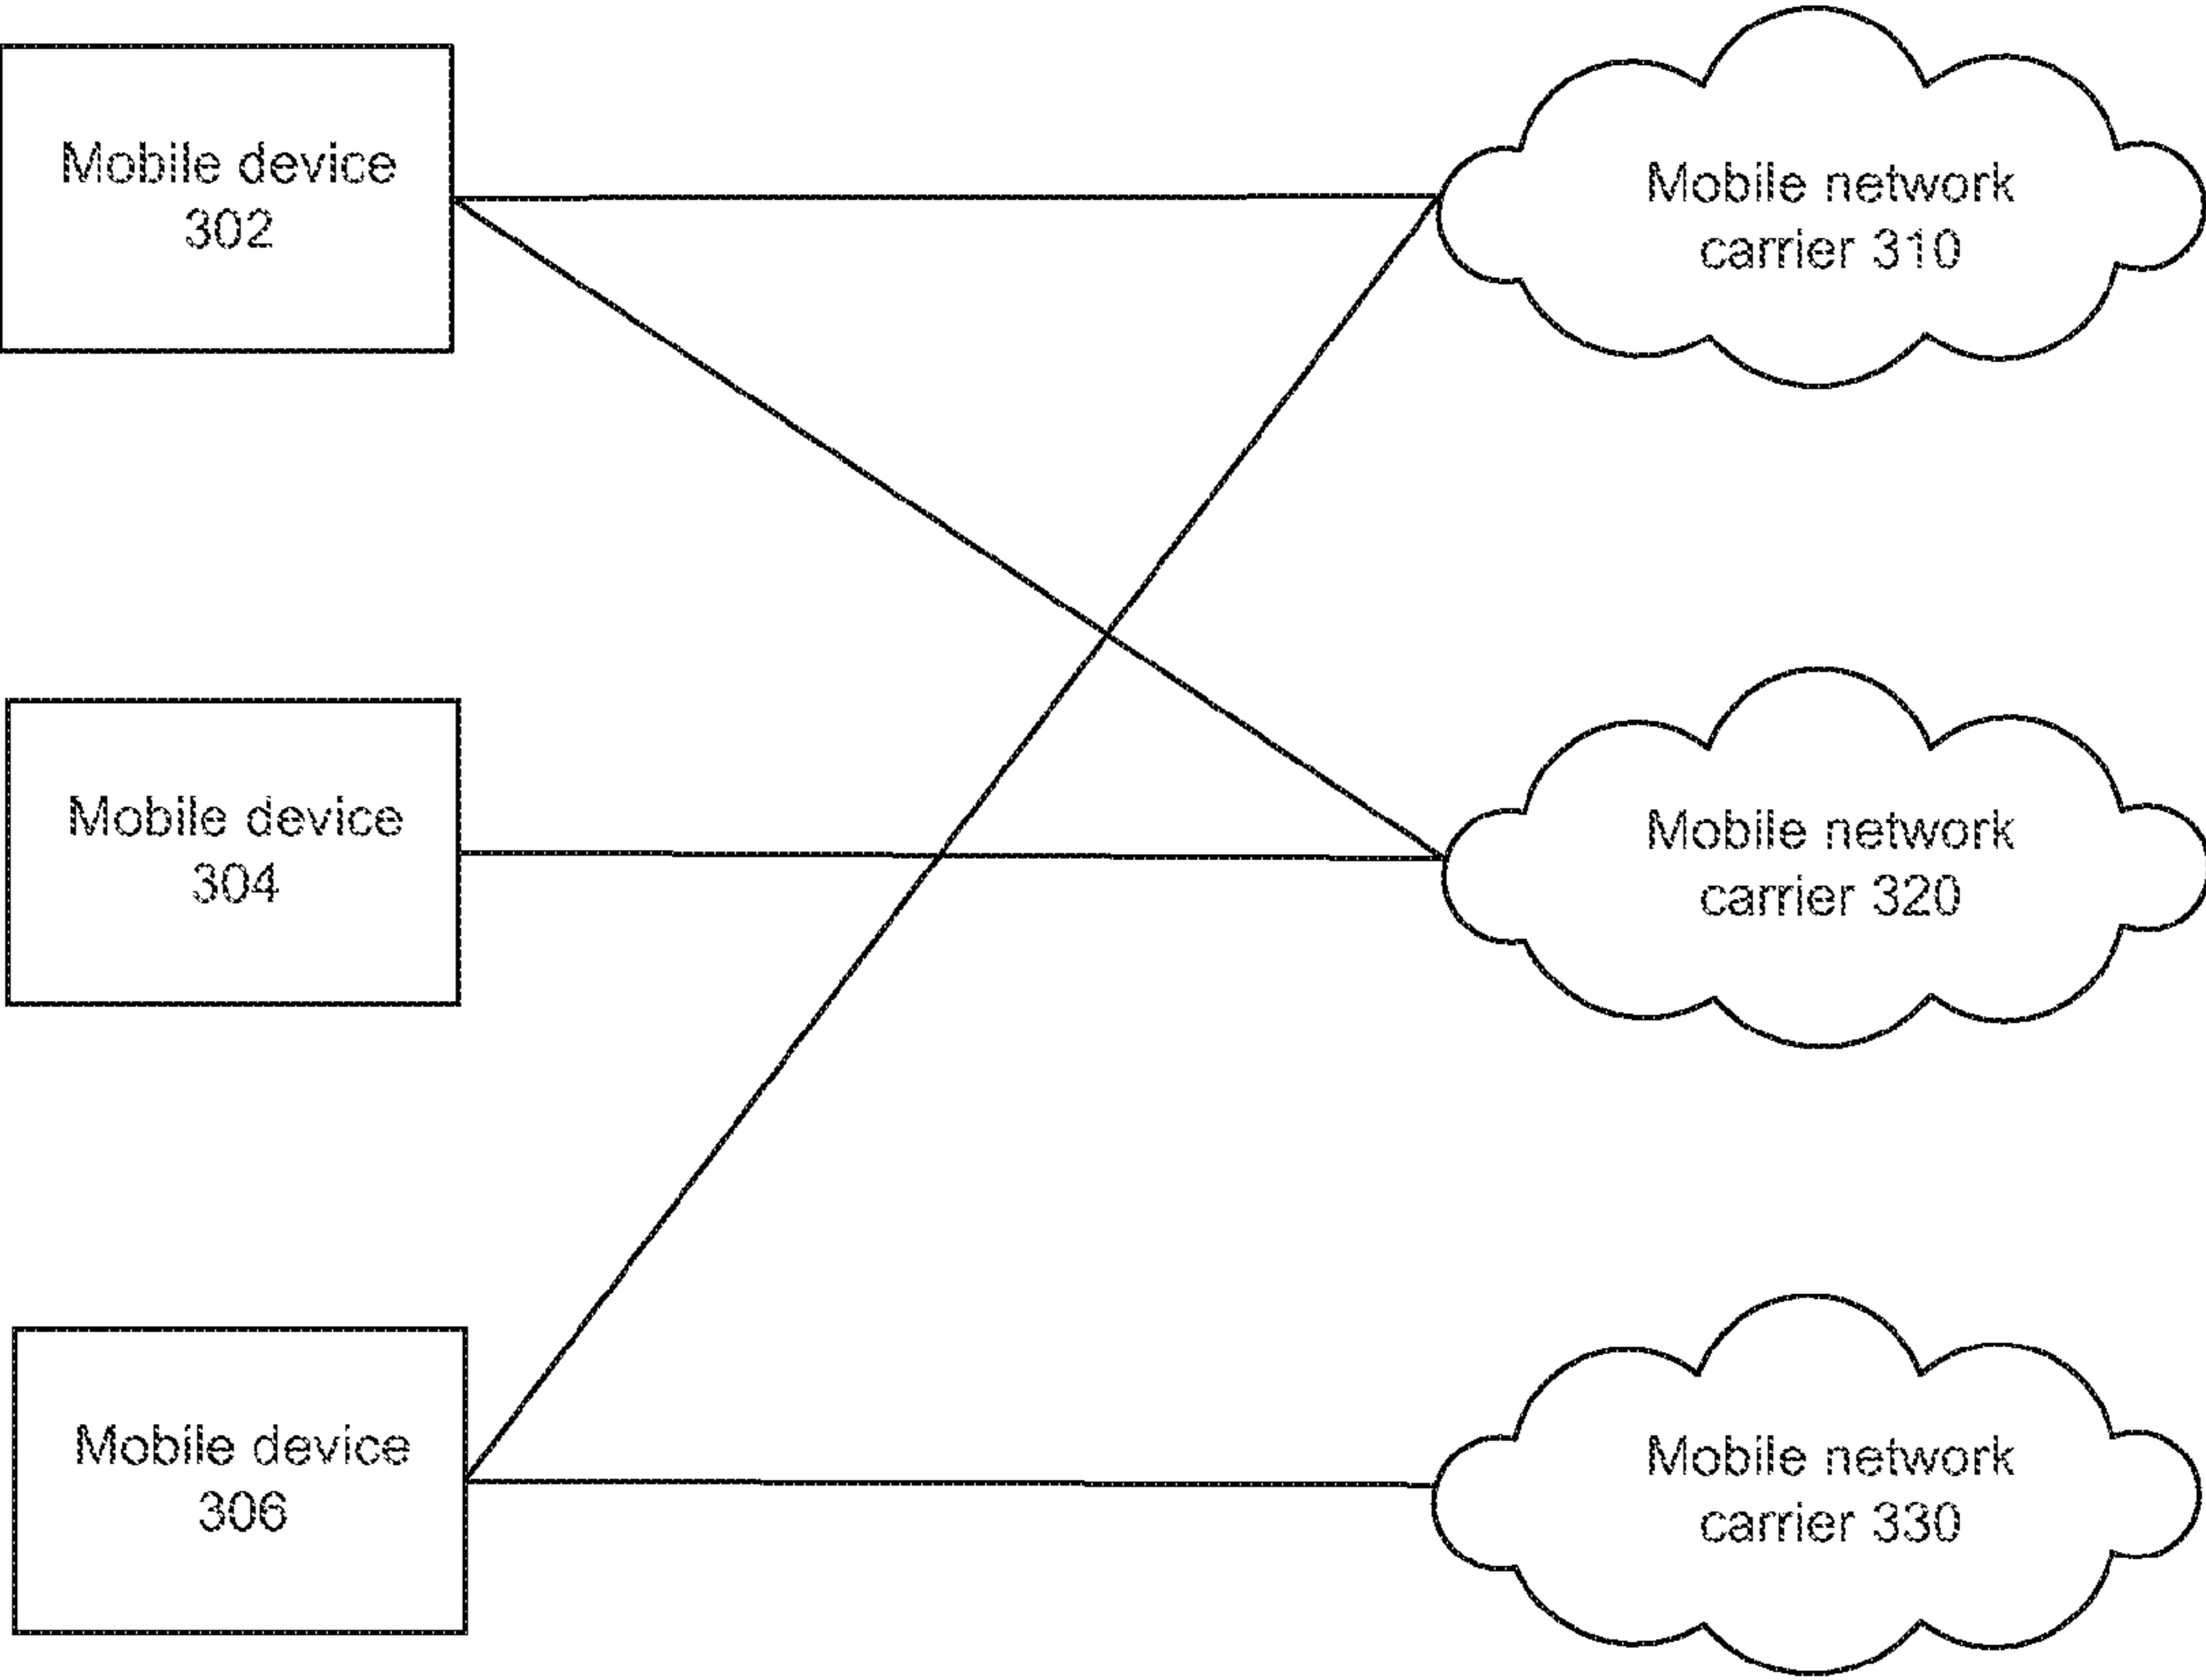 Mobile device
302
Mobile network
carrier 310
Mobile device
304
Mobile network
carrier 320
Mobile device
306
Mobile network
carrier 330